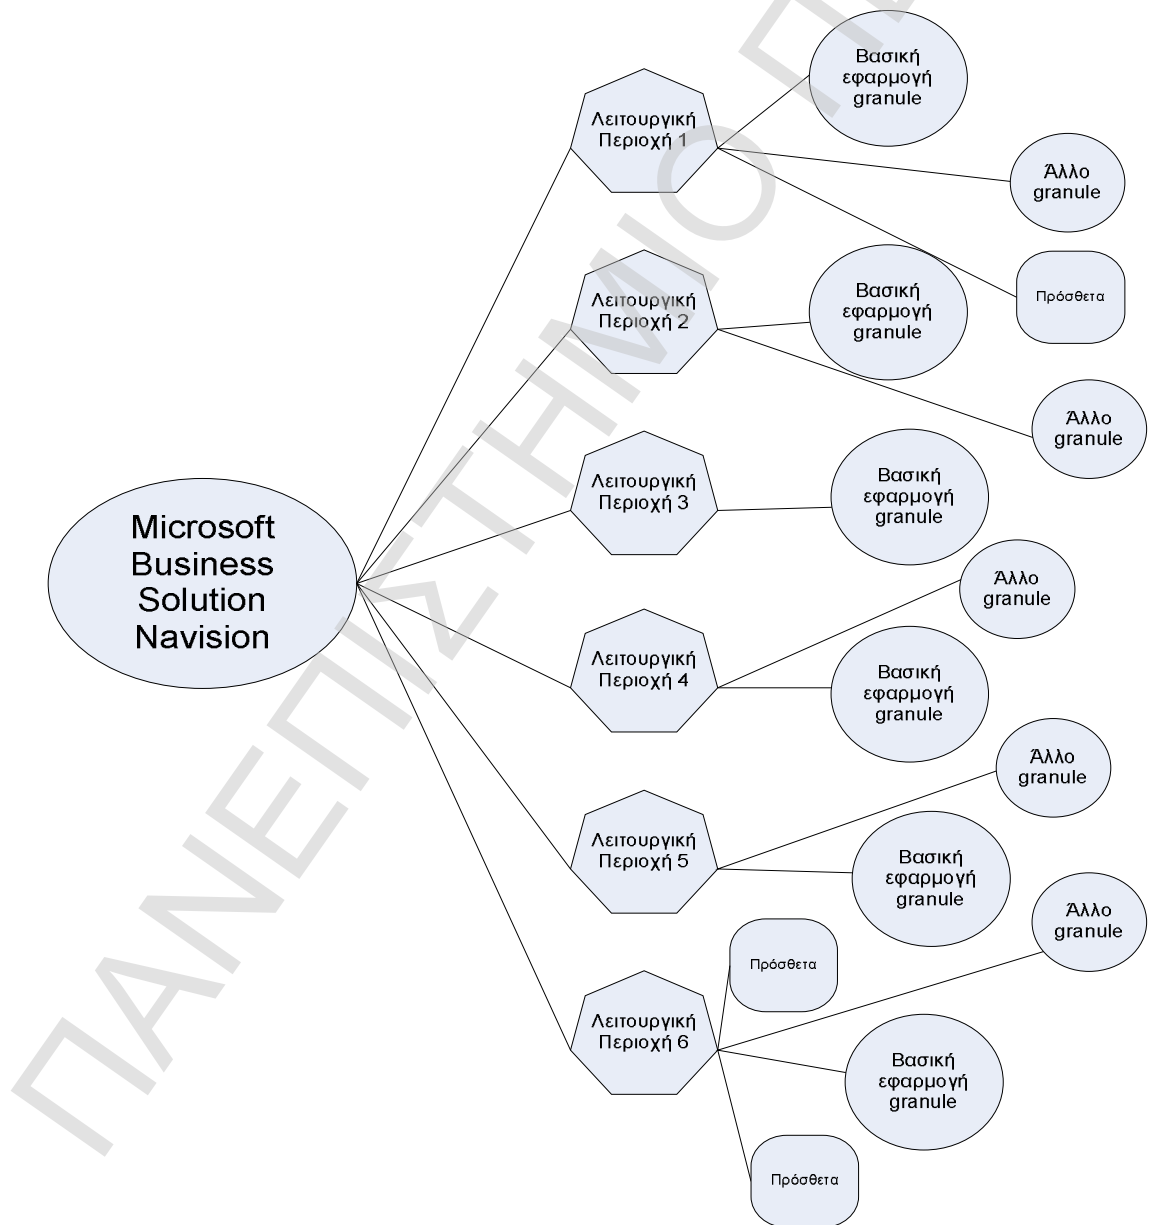 Βασική
εφαρμογή
granule
Λειτουργική
Περιοχή 1
Άλλο
granule
Πρόσθετα
Λειτουργική
Περιοχή 2
Βασική
εφαρμογή
granule
Άλλο
granule
Λειτουργική
Περιοχή 3
Βασική
εφαρμογή
granule
Microsoft
Business
Solution
Navision
Άλλο
granule
Λειτουργική
Περιοχή 4
Βασική
εφαρμογή
granule
Άλλο
granule
Λειτουργική
Περιοχή 5
Βασική
εφαρμογή
granule
Άλλο
granule
Πρόσθετα
Λειτουργική
Περιοχή 6
Βασική
εφαρμογή
granule
Πρόσθετα
ΠΑΝΕΠΙΣΤΗΜΙΟ